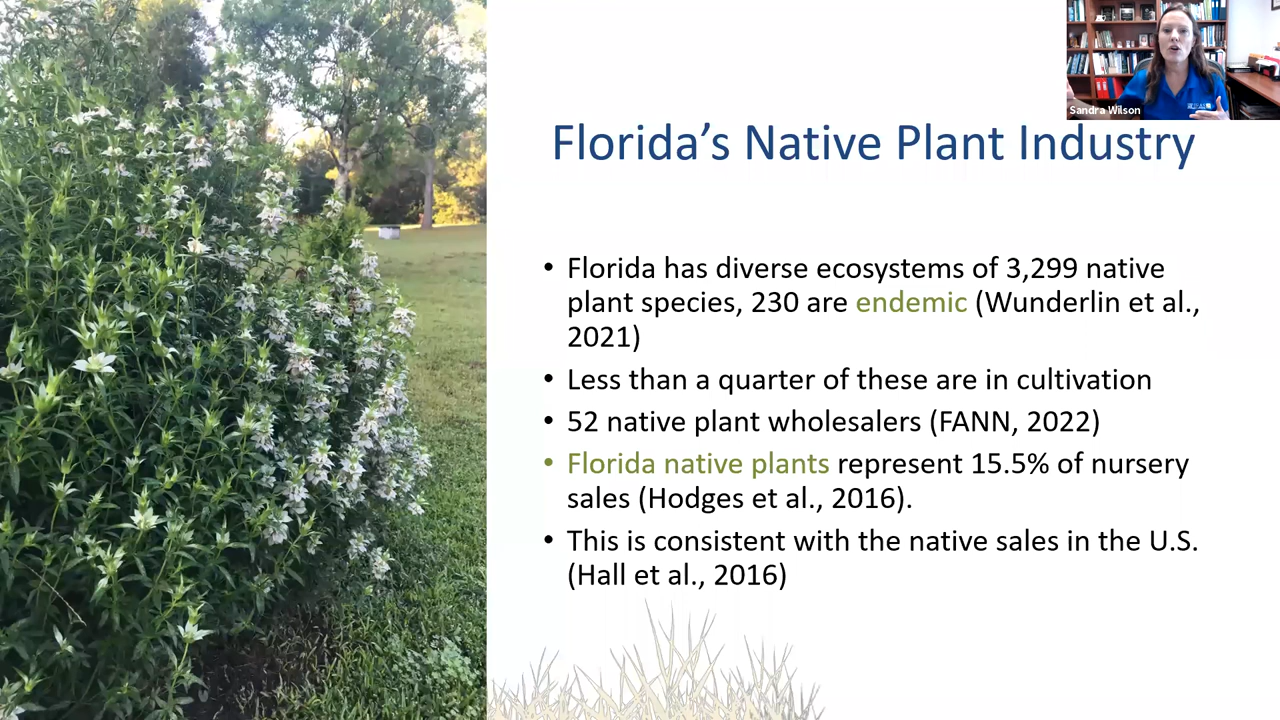 Sandra Wilson
Florida's Native Plant Industry
• Florida has diverse ecosystems of 3,299 native
plant species, 230 are endemic (Wunderlin et al.,
2021)
• Less than a quarter of these are in cultivation
• 52 native plant wholesalers (FANN, 2022)
• Florida native plants represent 15.5% of nursery
sales (Hodges et al., 2016).
• This is consistent with the native sales in the U.S.
(Hall et al., 2016)